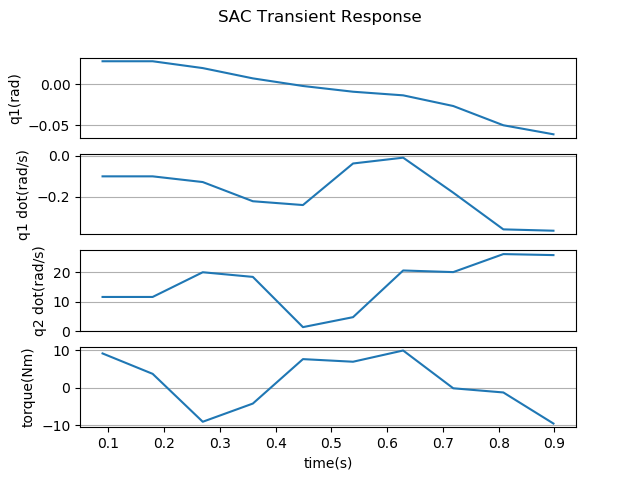 SAC Transient Response
q1(rad)
0.00
−0.05
q1 dot(rad/s)
0.0
−0.2
q2 dot(rad/s)
20
10
0
torque(Nm)
10
0
−10
0.1 0.2 0.3 0.4 0.5 0.6 0.7 0.8 0.9
time(s)